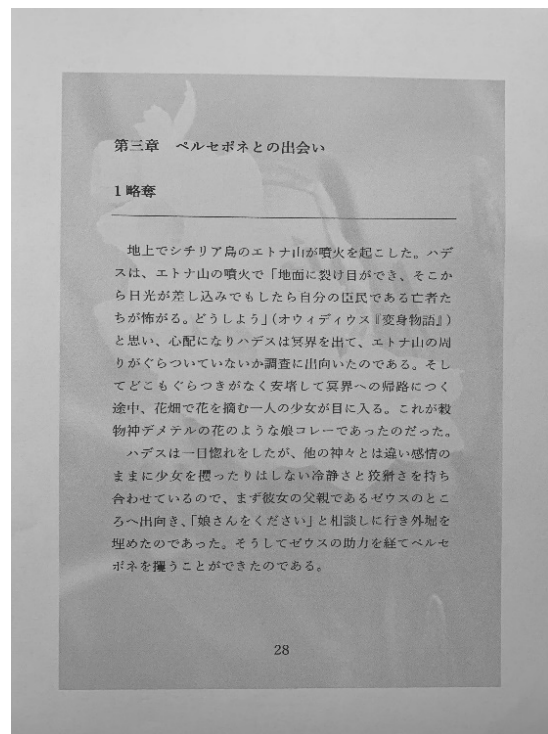 第三章　ペルセポネとの出会い
1 略奪
　地上でシチリア島のエトナ山が噴火を起こした。ハデ
スは、エトナ山の噴火で「地面に裂け目ができ、そこか
ら日光が差し込みでもしたら自分の臣民である亡者た
ちが怖がる。どうしよう」(オウィディウス『変身物語』)
と思い、心配になりハデスは冥界を出て、エトナ山の周
りがぐらついていないか調査に出向いたのである。そし
てどこもぐらつきがなく安堵して冥界への帰路につく
途中、花畑で花を摘む一人の少女が目に入る。これが穀
物神デメテルの花のような娘コレーであったのだった。
　ハデスは一目惚れをしたが、他の神々とは違い感情の
ままに少女を攫ったりはしない冷静さと狡猾さを持ち
合わせているので、まず彼女の父親であるゼウスのとこ
ろへ出向き、「娘さんをください」と相談しに行き外堀を
埋めたのであった。そうしてゼウスの助力を経てペルセ
ポネを攫うことができたのである。
28